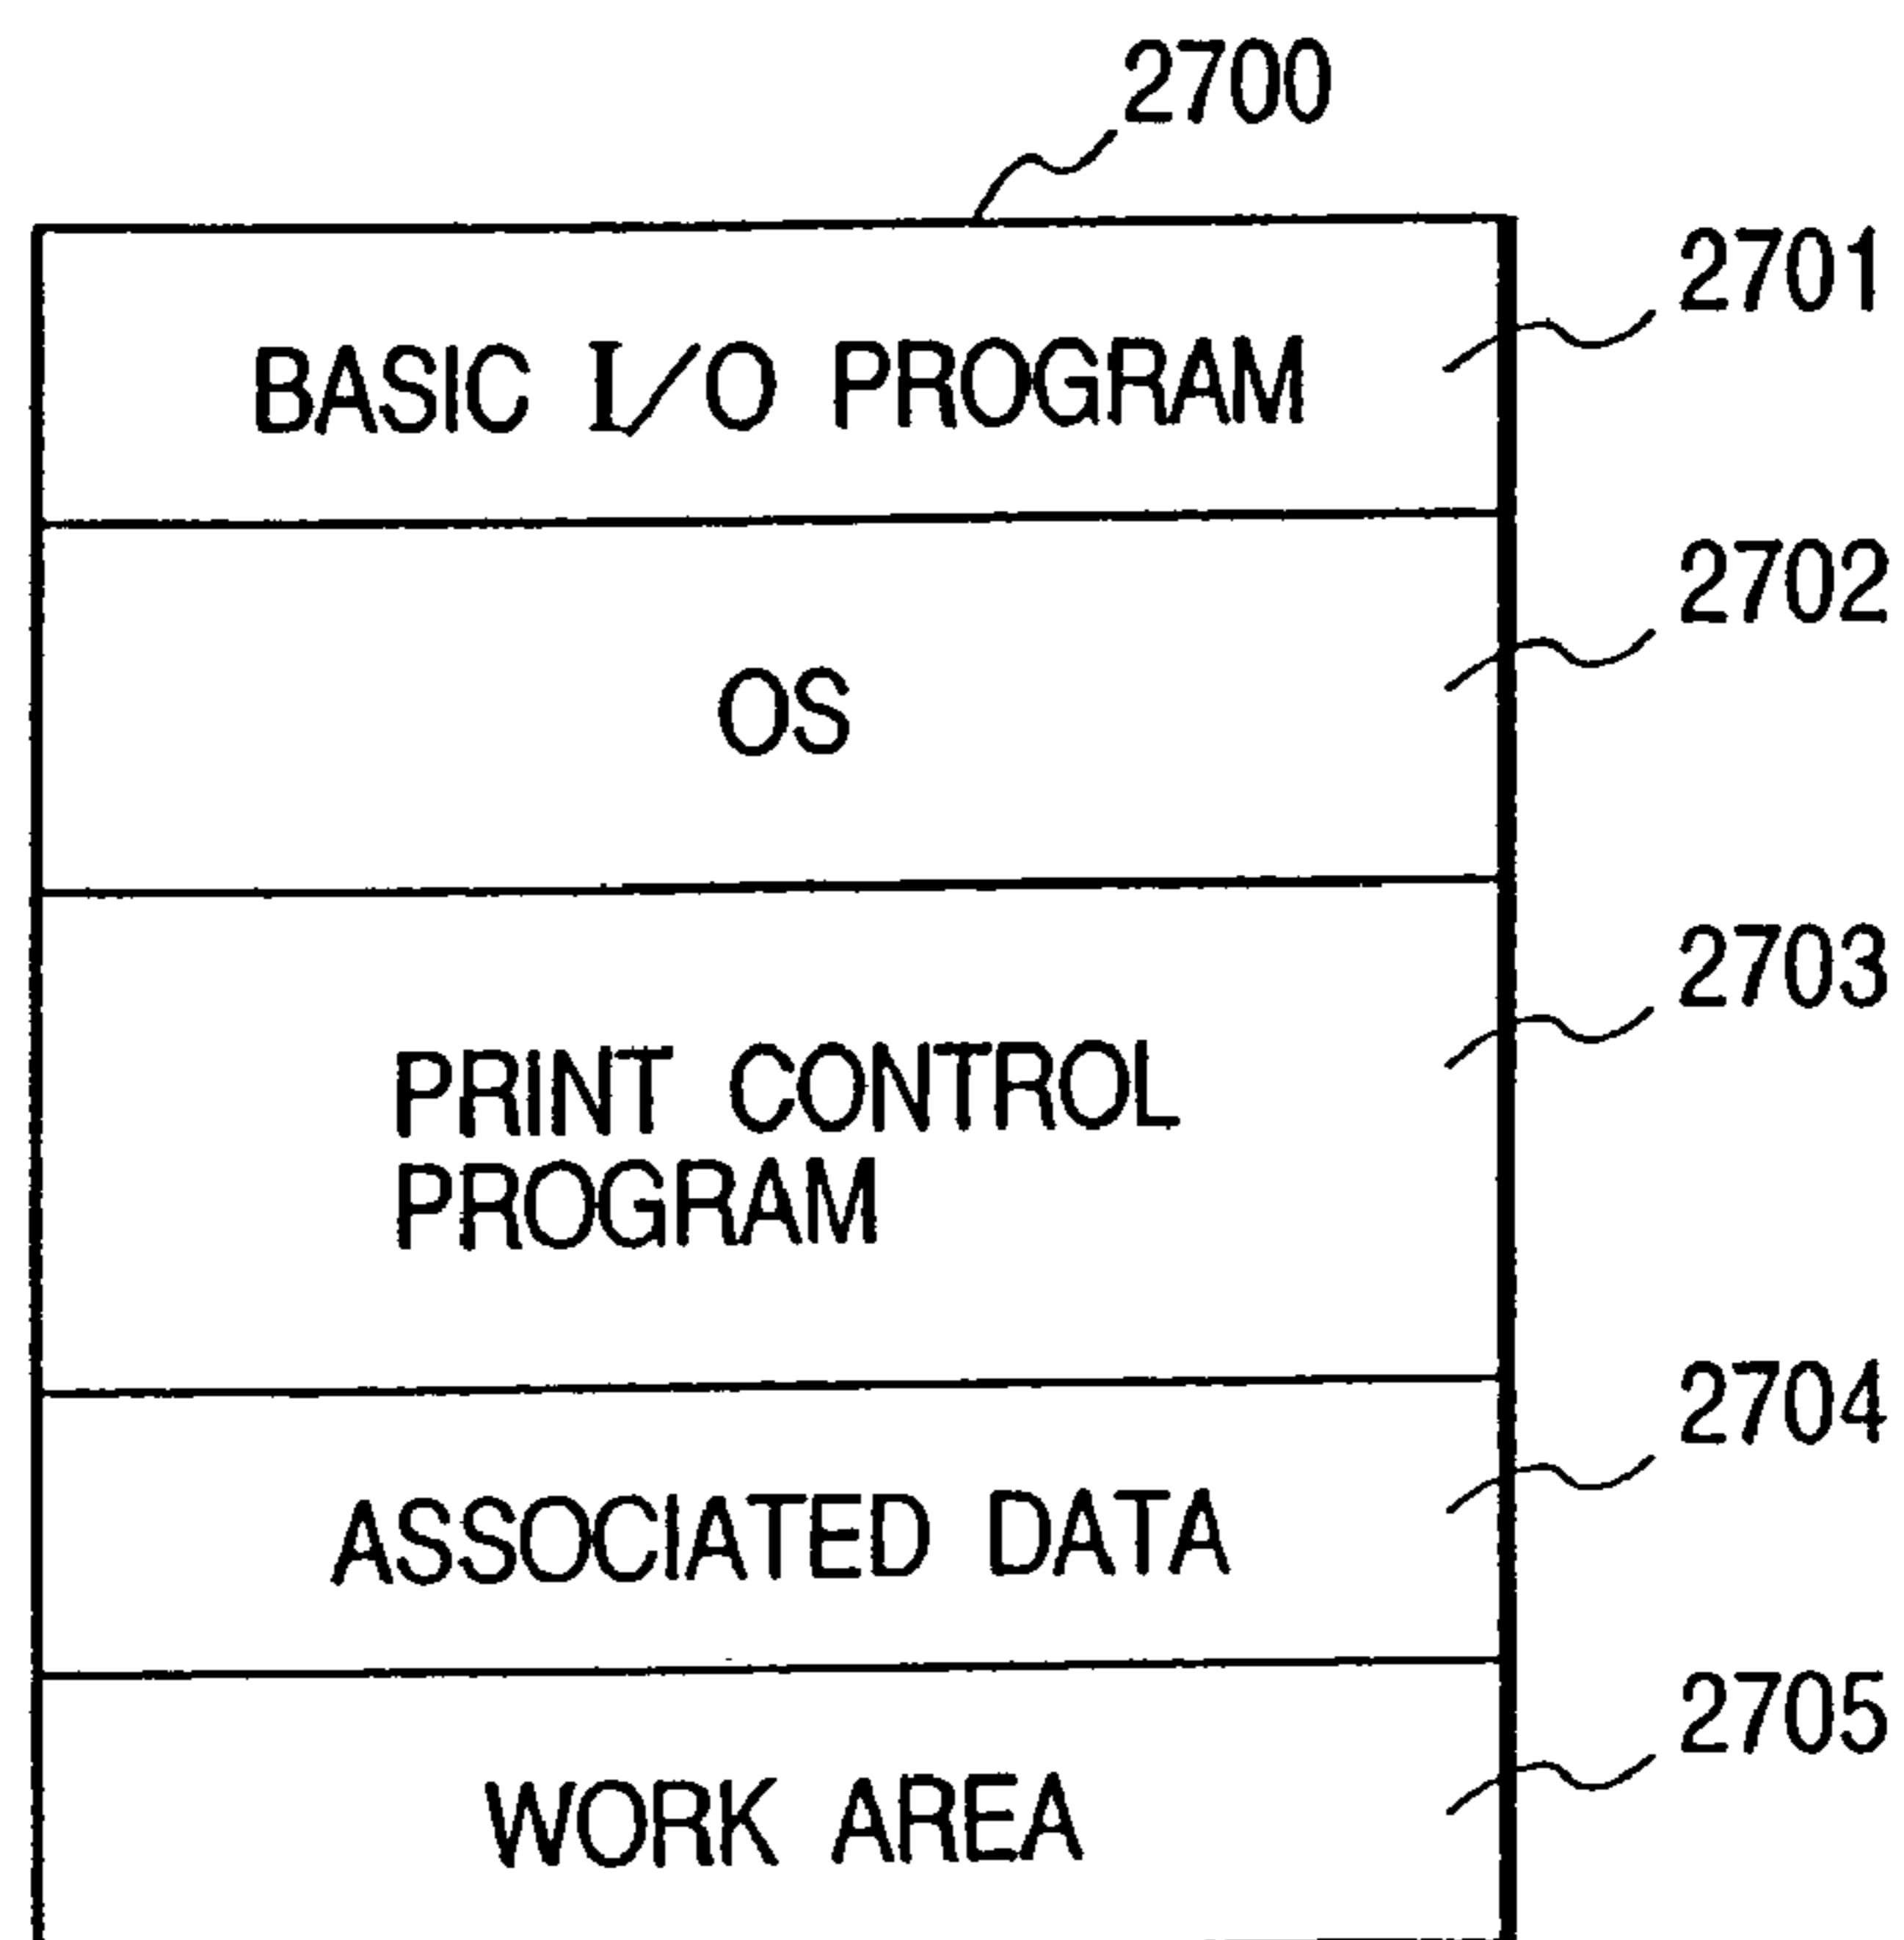 2700
2701
BASIC I/O PROGRAM
2702
OS
2703
PRINT CONTROL
PROGRAM
2704
ASSOCIATED DATA
2705
WORK AREA